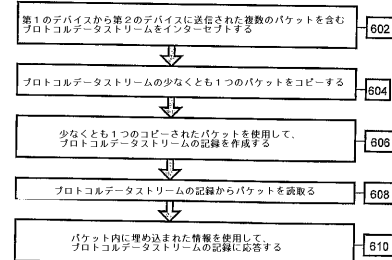 第1のデバイスから第2のデバイスに送信された複数のパケットを含む
プロトコルデータストリームをインターセプトする
602
プロトコルデータストリームの少なくとも1つのパケットをコピーする
604
少なくとも1つのコピーされたパケットを使用して、
プロトコルデータストリームの記録を作成する
606
プロトコルデータストリームの記録からパケットを読取る
608
パケット内に埋め込まれた情報を使用して、
プロトコルデータストリームの記録に応答する
610